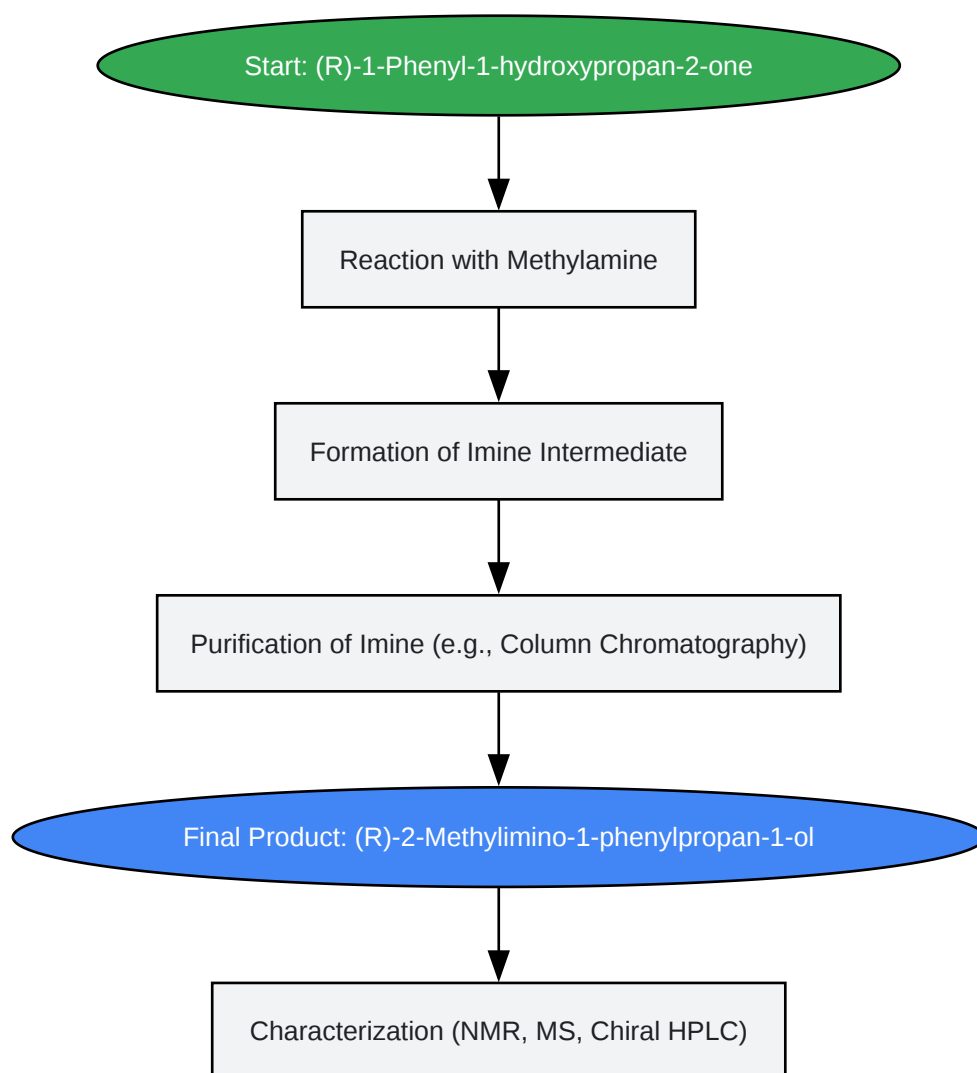 Start: (R)-1-Phenyl-1-hydroxypropan-2-one
Reaction with Methylamine
Formation of Imine Intermediate
Purification of Imine (e.g., Column Chromatography)
Final Product: (R)-2-Methylimino-1-phenylpropan-1-ol
Characterization (NMR, MS, Chiral HPLC)